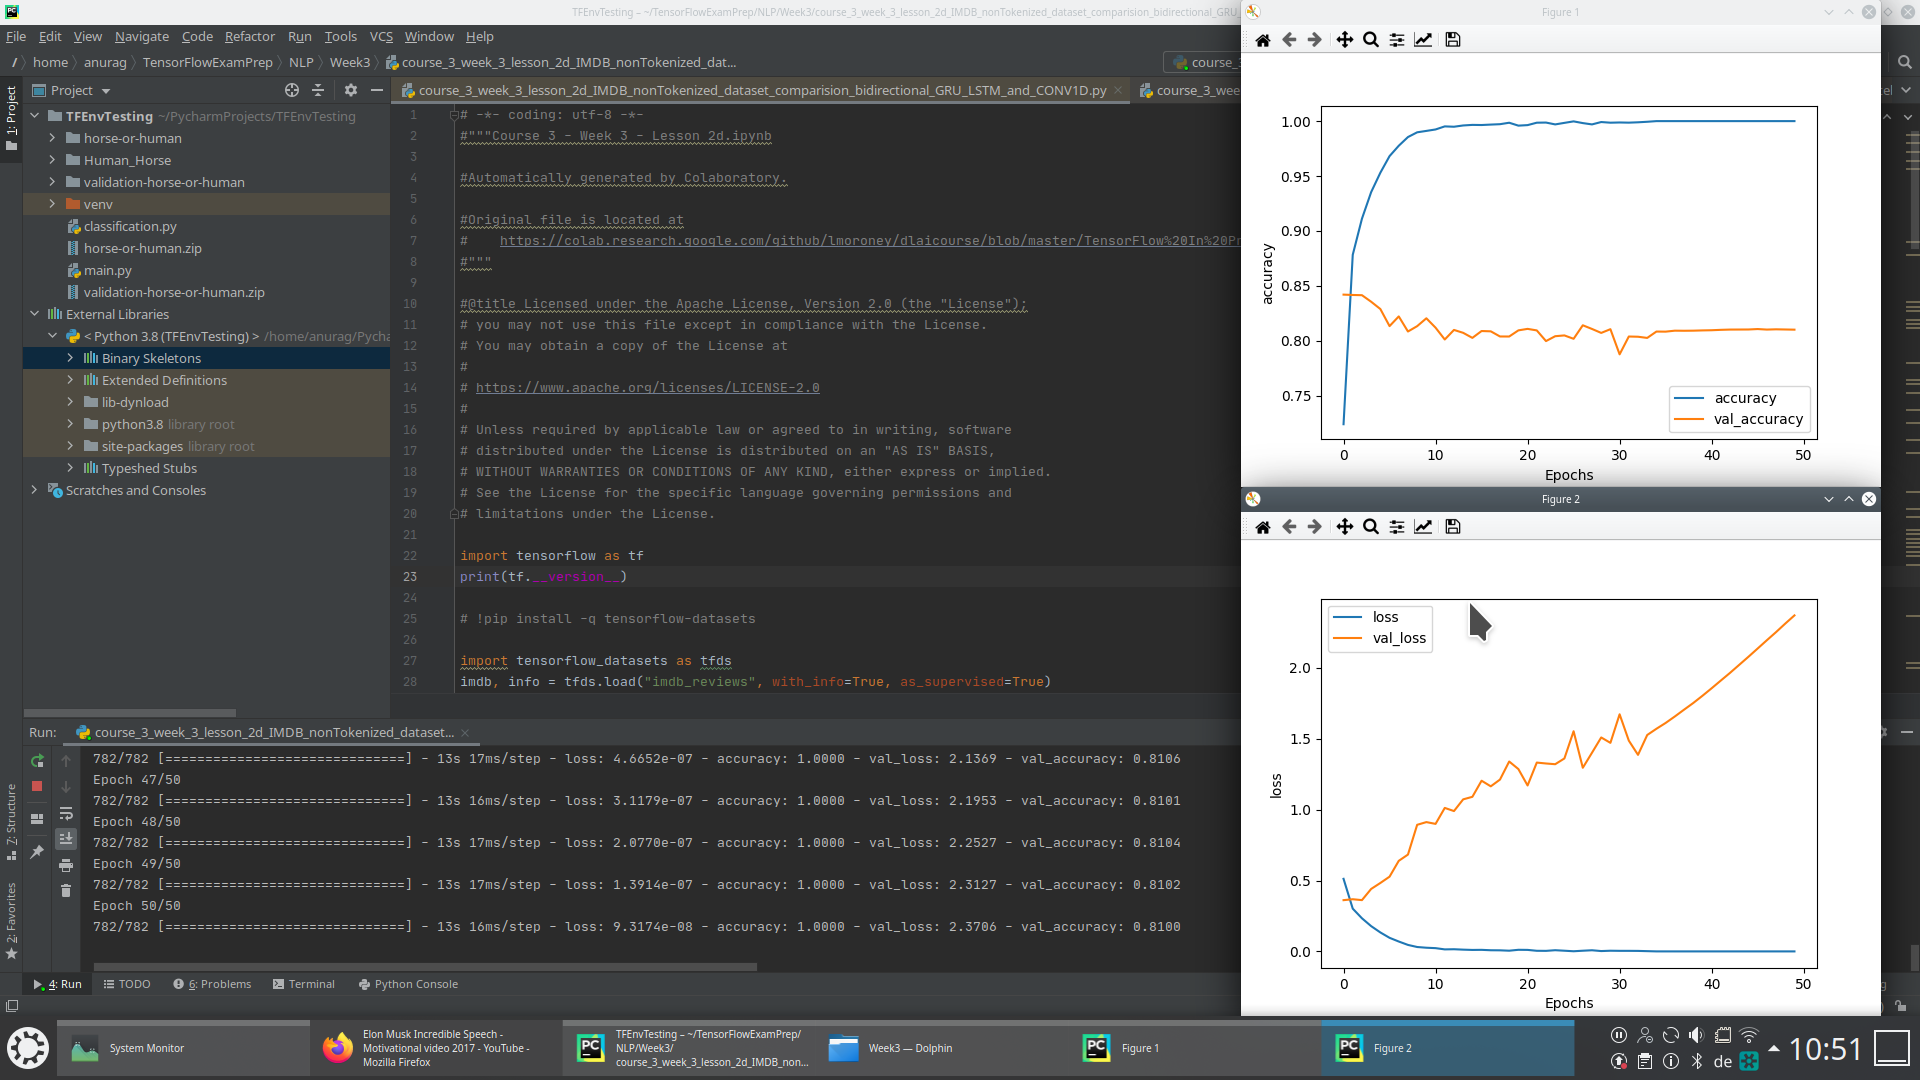 TFEnvTesting – ~/TensorFlowExamPrep/NLP/Week3/course_3_week_3_lesson_2d_IMDB_nonTokenized_dataset_comparision_bidirectional_GRU_
File Edit View Navigate Code Refactor Run Tools VCS Window Help
/ home anurag TensorFlowExamPrep NLP Week3 course_3_week_3_lesson_2d_IMDB_nonTokenized_dat... course_
Project
course_3_week_3_lesson_2d_IMDB_nonTokenized_dataset_comparision_bidirectional_GRU_LSTM_and_CONV1D.py
course_3_wee
1: Project
TFEnvTesting ~/PycharmProjects/TFEnvTesting
horse-or-human
Human_Horse
validation-horse-or-human
venv
classification.py
horse-or-human.zip
main.py
validation-horse-or-human.zip
External Libraries
< Python 3.8 (TFEnvTesting) > /home/anurag/Pycha
Binary Skeletons
Extended Definitions
lib-dynload
python3.8 library root
site-packages library root
Typeshed Stubs
Scratches and Consoles
7: Structure
2: Favorites
1 # -*- coding: utf-8 -*-
2 #"""Course 3 - Week 3 - Lesson 2d.ipynb
3
4 #Automatically generated by Colaboratory.
5
6 #Original file is located at
7 #    https://colab.research.google.com/github/lmoroney/dlaicourse/blob/master/TensorFlow%20In%20Pr
8 #"""
9
10 #@title Licensed under the Apache License, Version 2.0 (the "License");
11 # you may not use this file except in compliance with the License.
12 # You may obtain a copy of the License at
13 #
14 # https://www.apache.org/licenses/LICENSE-2.0
15 #
16 # Unless required by applicable law or agreed to in writing, software
17 # distributed under the License is distributed on an "AS IS" BASIS,
18 # WITHOUT WARRANTIES OR CONDITIONS OF ANY KIND, either express or implied.
19 # See the License for the specific language governing permissions and
20 # limitations under the License.
21
22 import tensorflow as tf
23 print(tf.__version__)
24
25 # !pip install -q tensorflow-datasets
26
27 import tensorflow_datasets as tfds
28 imdb, info = tfds.load("imdb_reviews", with_info=True, as_supervised=True)
Run: course_3_week_3_lesson_2d_IMDB_nonTokenized_dataset...
782/782 [==============================] - 13s 17ms/step - loss: 4.6652e-07 - accuracy: 1.0000 - val_loss: 2.1369 - val_accuracy: 0.8106
Epoch 47/50
782/782 [==============================] - 13s 16ms/step - loss: 3.1179e-07 - accuracy: 1.0000 - val_loss: 2.1953 - val_accuracy: 0.8101
Epoch 48/50
782/782 [==============================] - 13s 17ms/step - loss: 2.0770e-07 - accuracy: 1.0000 - val_loss: 2.2527 - val_accuracy: 0.8104
Epoch 49/50
782/782 [==============================] - 13s 17ms/step - loss: 1.3914e-07 - accuracy: 1.0000 - val_loss: 2.3127 - val_accuracy: 0.8102
Epoch 50/50
782/782 [==============================] - 13s 16ms/step - loss: 9.3174e-08 - accuracy: 1.0000 - val_loss: 2.3706 - val_accuracy: 0.8100
4: Run TODO 6: Problems Terminal Python Console
Figure 1
1.00
0.95
0.90
0.85
0.80
0.75
accuracy
accuracy
val_accuracy
0 10 20 30 40 50
Epochs
Figure 2
loss
val_loss
2.0
1.5
1.0
0.5
0.0
loss
0 10 20 30 40 50
Epochs
System Monitor
Elon Musk Incredible Speech -
Motivational video 2017 - YouTube -
Mozilla Firefox
TFEnvTesting – ~/TensorFlowExamPrep/
NLP/Week3/
course_3_week_3_lesson_2d_IMDB_non...
Week3 — Dolphin
Figure 1
Figure 2
de
10:51